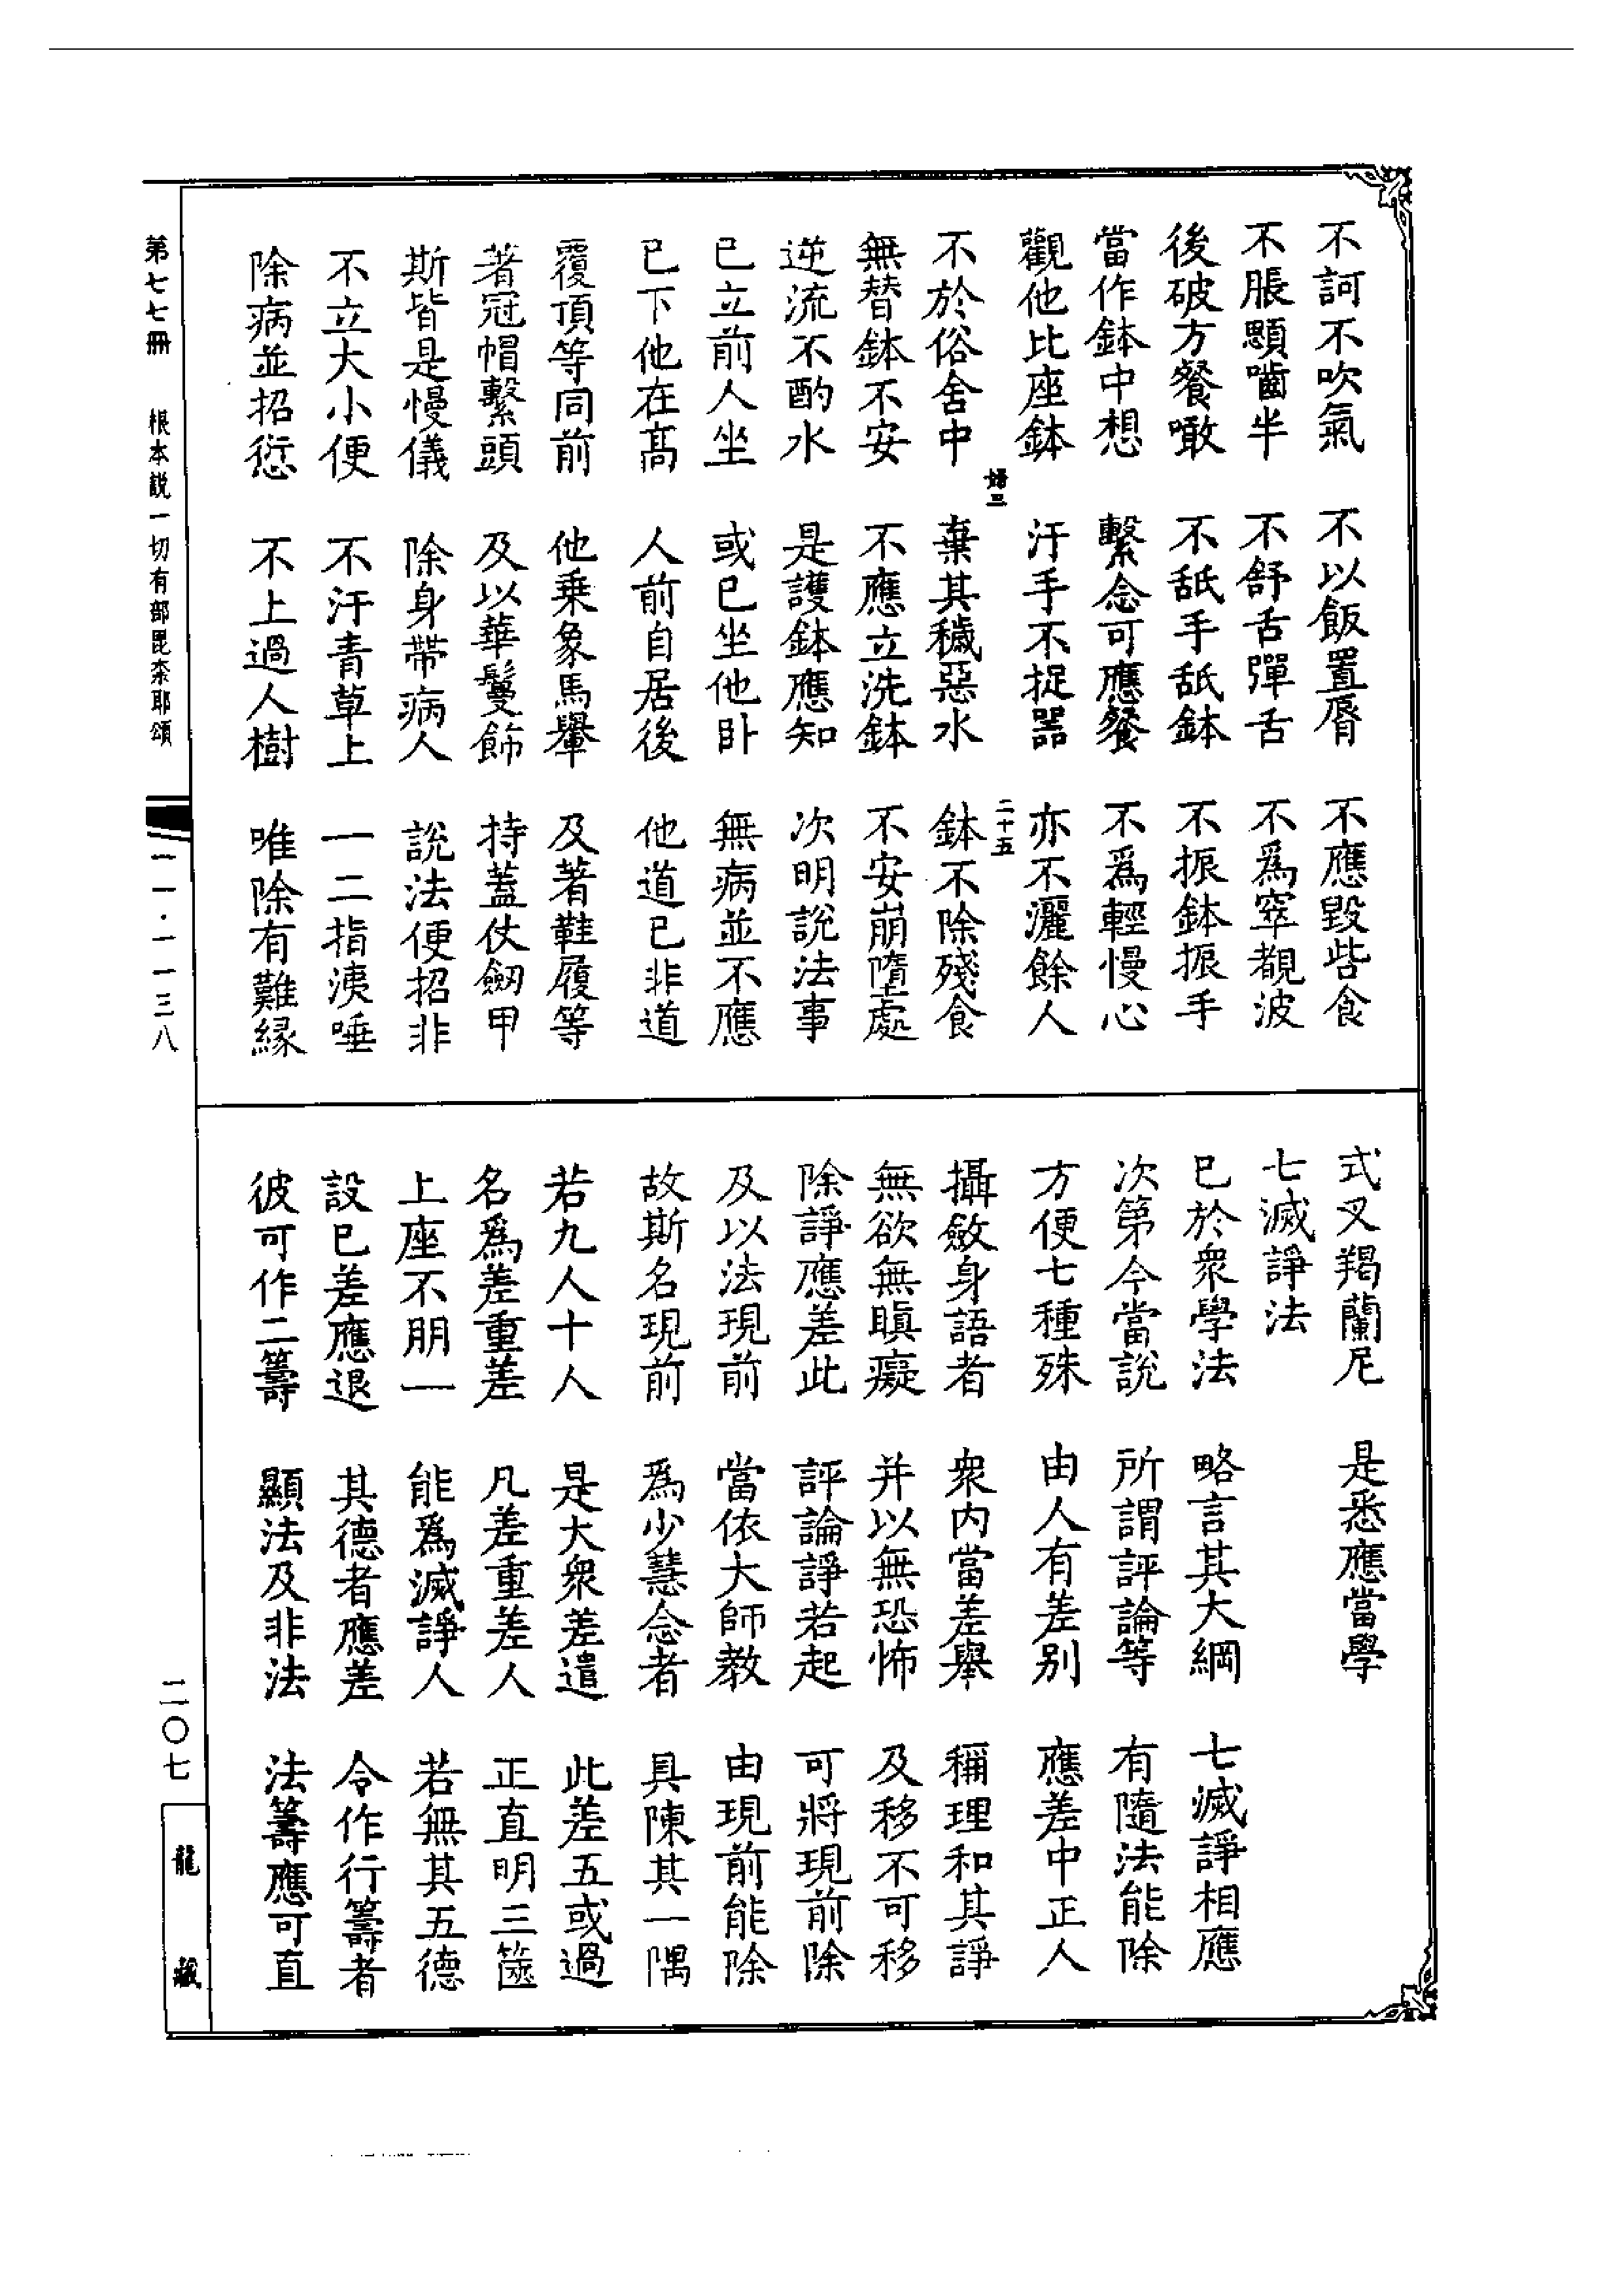 不訶不吹氣　不以飯置脣　不應毀呰食
不脹顋嚙半　不舒舌彈舌　不爲窣覩波
後破方餐噉　不舐手舐鉢　不振鉢振手
當作鉢中想　繫念可應餐　不爲輕慢心
觀他比座鉢　汙手不捉器　亦不灑餘人
二十五
不於俗舍中　棄其穢惡水　鉢不除殘食
無替鉢不安　不應立洗鉢　不安崩墮處
逆流不酌水　是護鉢應知　次明說法事
已立前人坐　或已坐他臥　無病並不應
已下他在高　人前自居後　他道已非道
覆頂等同前　他乗象馬轝　及著鞋履等
著冠帽繫頭　及以華鬘飾　持蓋仗劒甲
斯皆是慢儀　除身帶病人　說法便招非
不立大小便　不汙青草上　一二指洟唾
除病並招愆　不上過人樹　唯除有難緣
式叉羯蘭尼　是悉應當學
七滅諍法
已於衆學法　略言其大綱　七滅諍相應
次第今當說　所謂評論等　有隨法能除
方便七種殊　由人有差别　應差中正人
攝斂身語者　衆内當差舉　稱理和其諍
無欲無瞋癡　并以無恐怖　及移不可移
除諍應差此　評論諍若起　可將現前除
及以法現前　當依大師教　由現前能除
故斯名現前　爲少慧念者　具陳其一隅
若九人十人　是大衆差遣　此差五或過
名爲差重差　凡差重差人　正直明三箇
上座不朋一　能爲滅諍人　若無其五德
設已差應退　其德者應差　令作行籌者
彼可作二籌　顯法及非法　法籌應可直
第七七冊　根本說一切有部毘柰耶頌　一一·一一三八　二〇七　龍藏